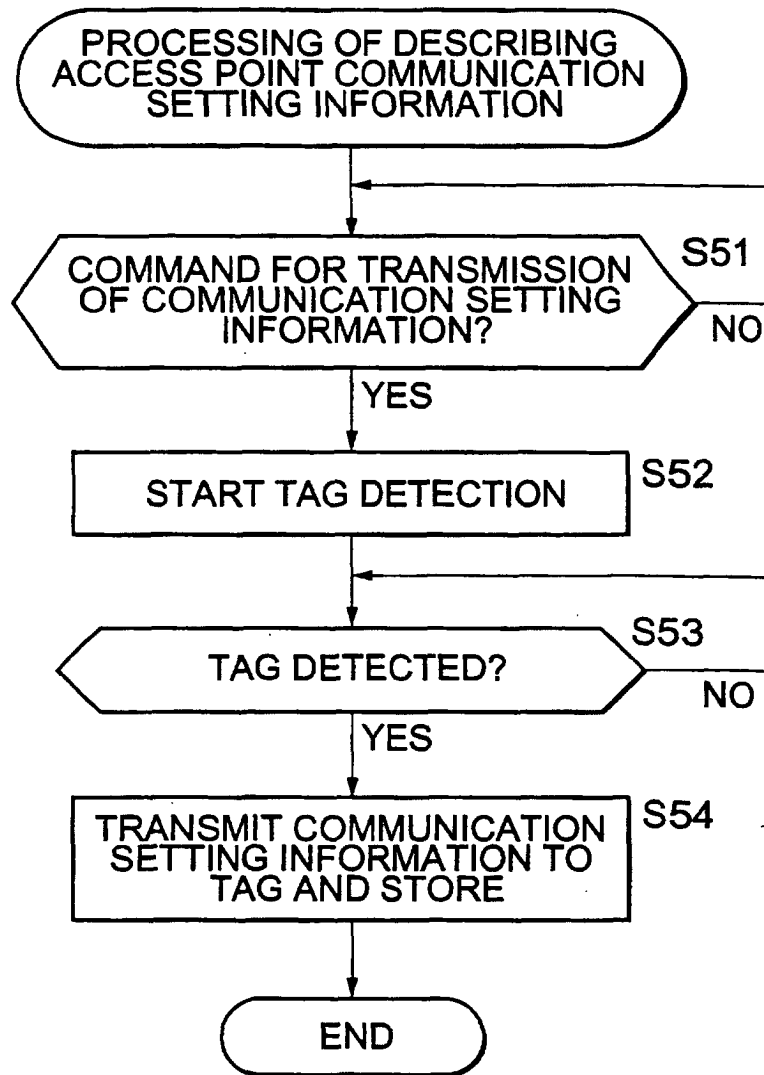 PROCESSING OF DESCRIBING
ACCESS POINT COMMUNICATION
SETTING INFORMATION
S51
COMMAND FOR TRANSMISSION
OF COMMUNICATION SETTING
INFORMATION?
NO
YES
START TAG DETECTION
S52
S53
TAG DETECTED?
NO
YES
S54
TRANSMIT COMMUNICATION
SETTING INFORMATION TO
TAG AND STORE
END